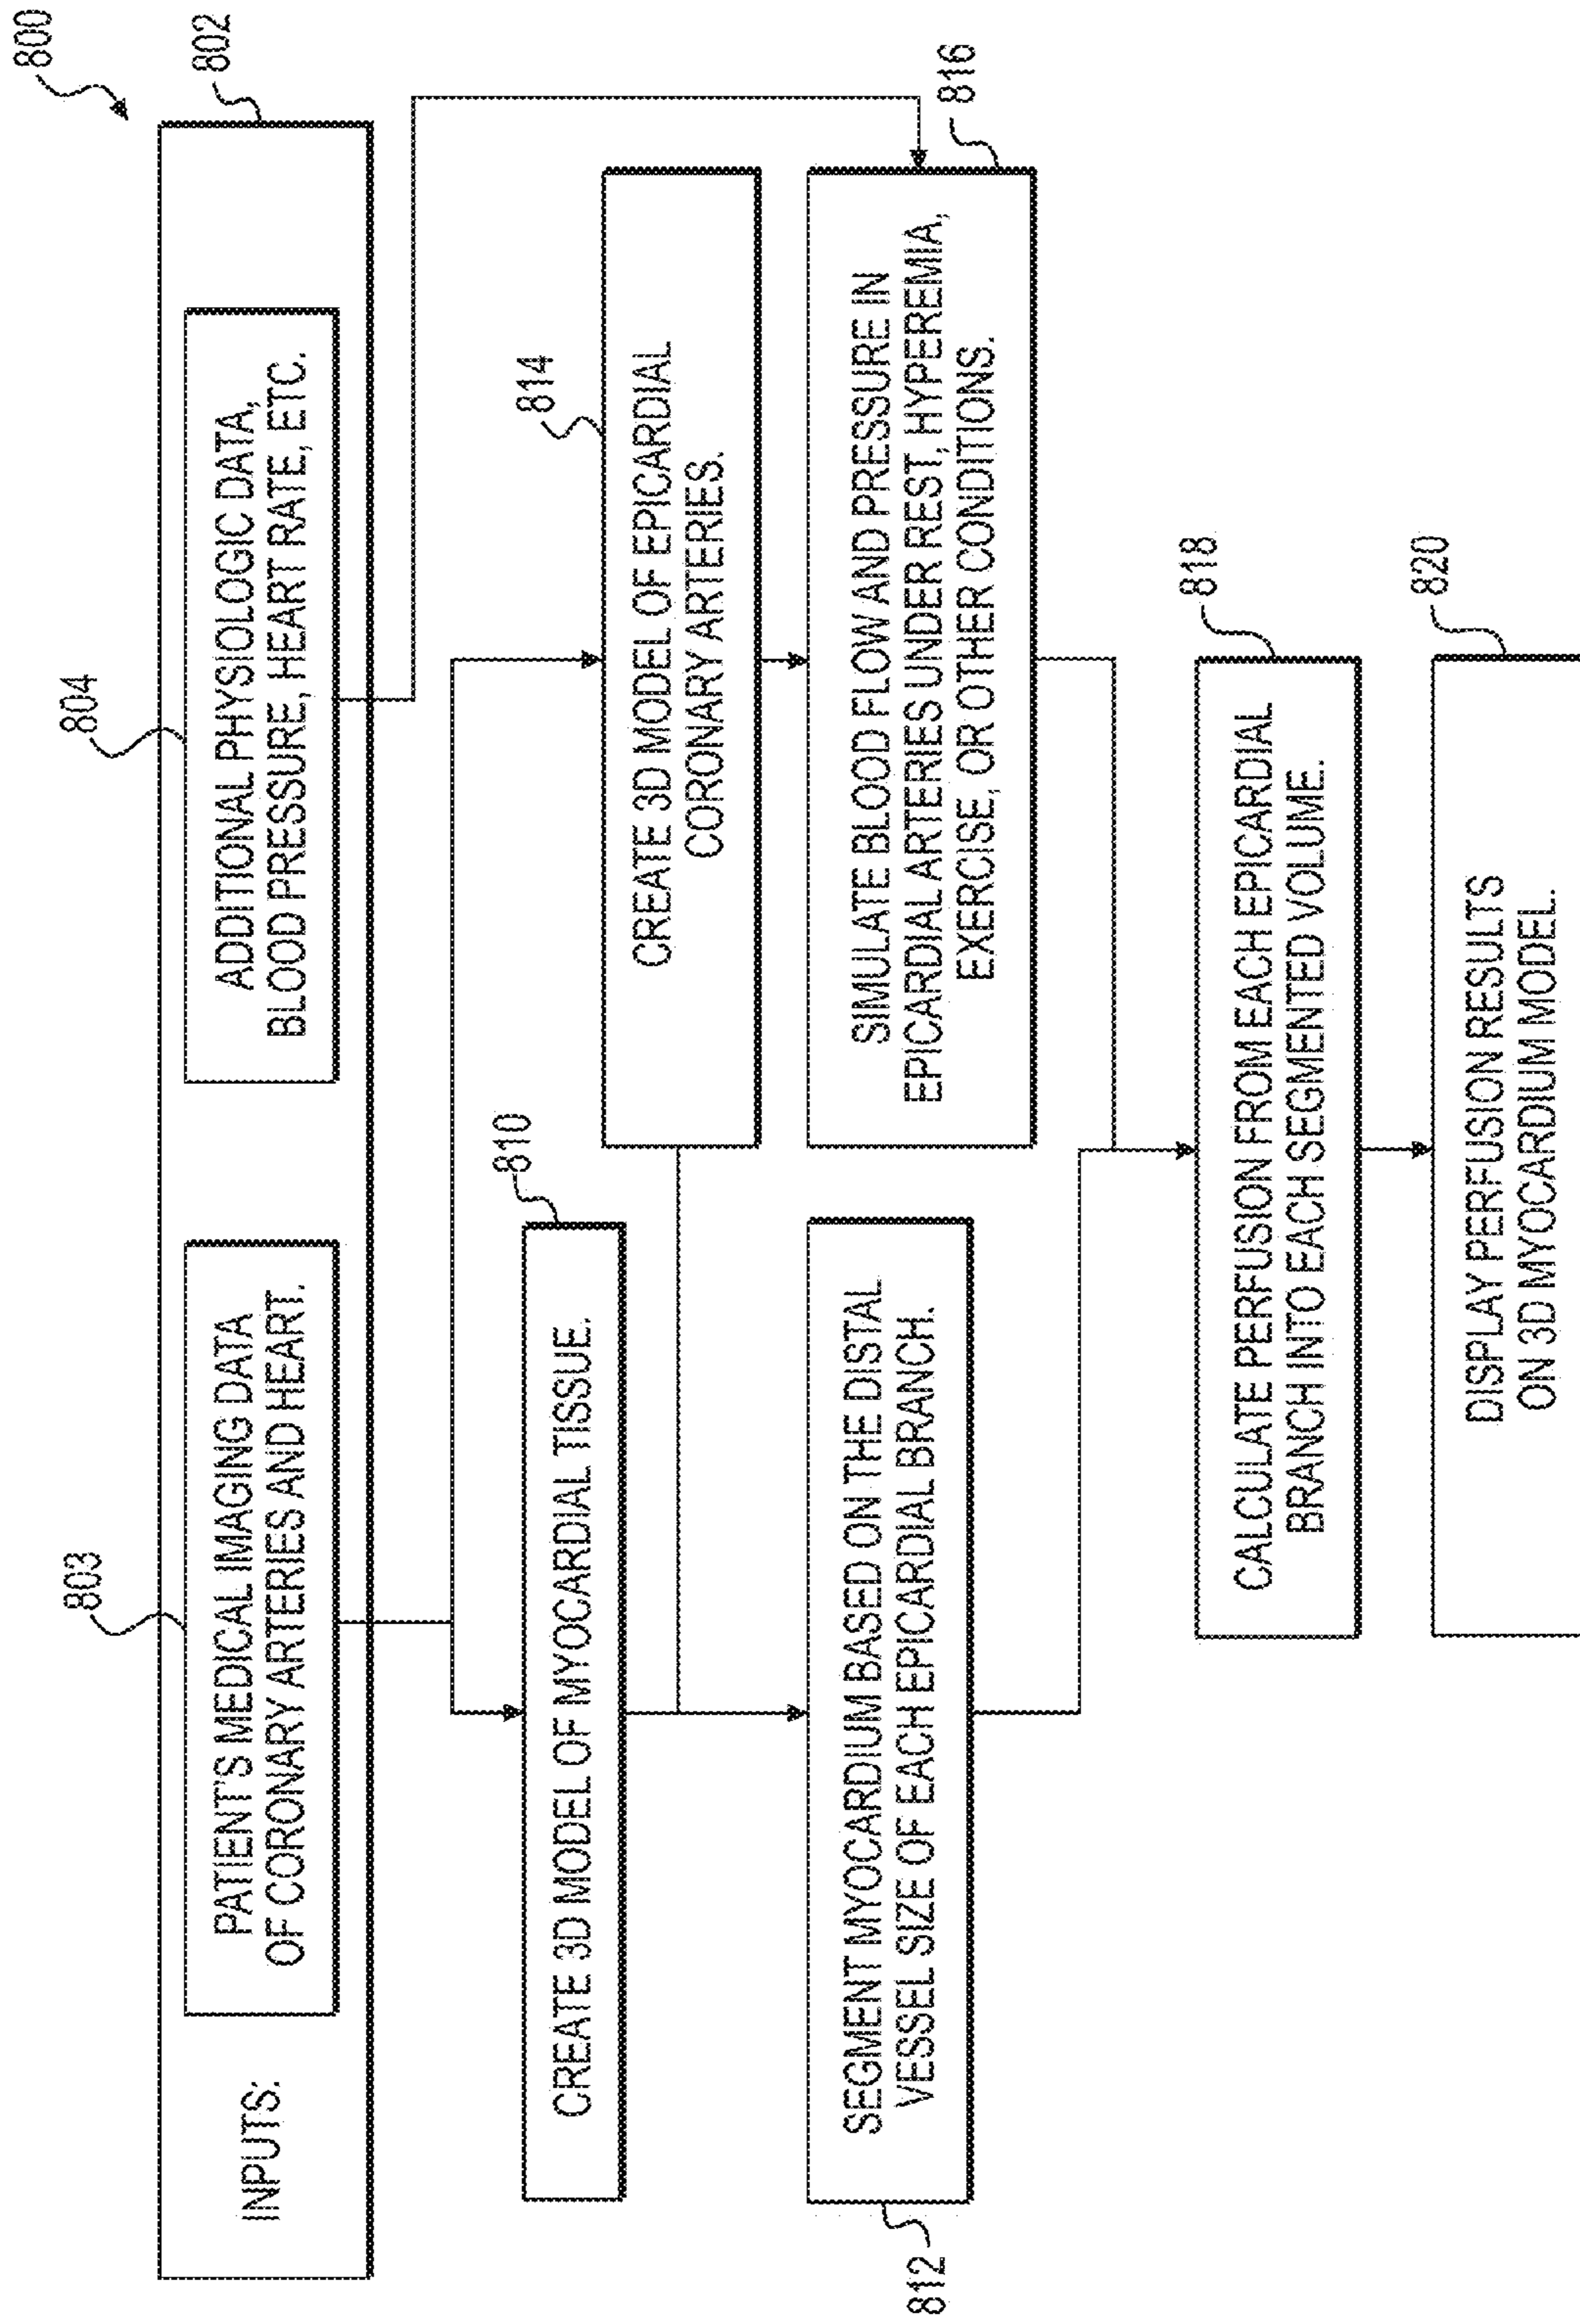 800
802
INPUTS:
803
PATIENT'S MEDICAL IMAGING DATA
OF CORONARY ARTERIES AND HEART.
804
ADDITIONAL PHYSIOLOGIC DATA,
BLOOD PRESSURE, HEART RATE, ETC.
810
CREATE 3D MODEL OF MYOCARDIAL TISSUE.
814
CREATE 3D MODEL OF EPICARDIAL
CORONARY ARTERIES.
812
SEGMENT MYOCARDIUM BASED ON THE DISTAL
VESSEL SIZE OF EACH EPICARDIAL BRANCH.
816
SIMULATE BLOOD FLOW AND PRESSURE IN
EPICARDIAL ARTERIES UNDER REST, HYPEREMIA,
EXERCISE, OR OTHER CONDITIONS.
818
CALCULATE PERFUSION FROM EACH EPICARDIAL
BRANCH INTO EACH SEGMENTED VOLUME.
820
DISPLAY PERFUSION RESULTS
ON 3D MYOCARDIUM MODEL.